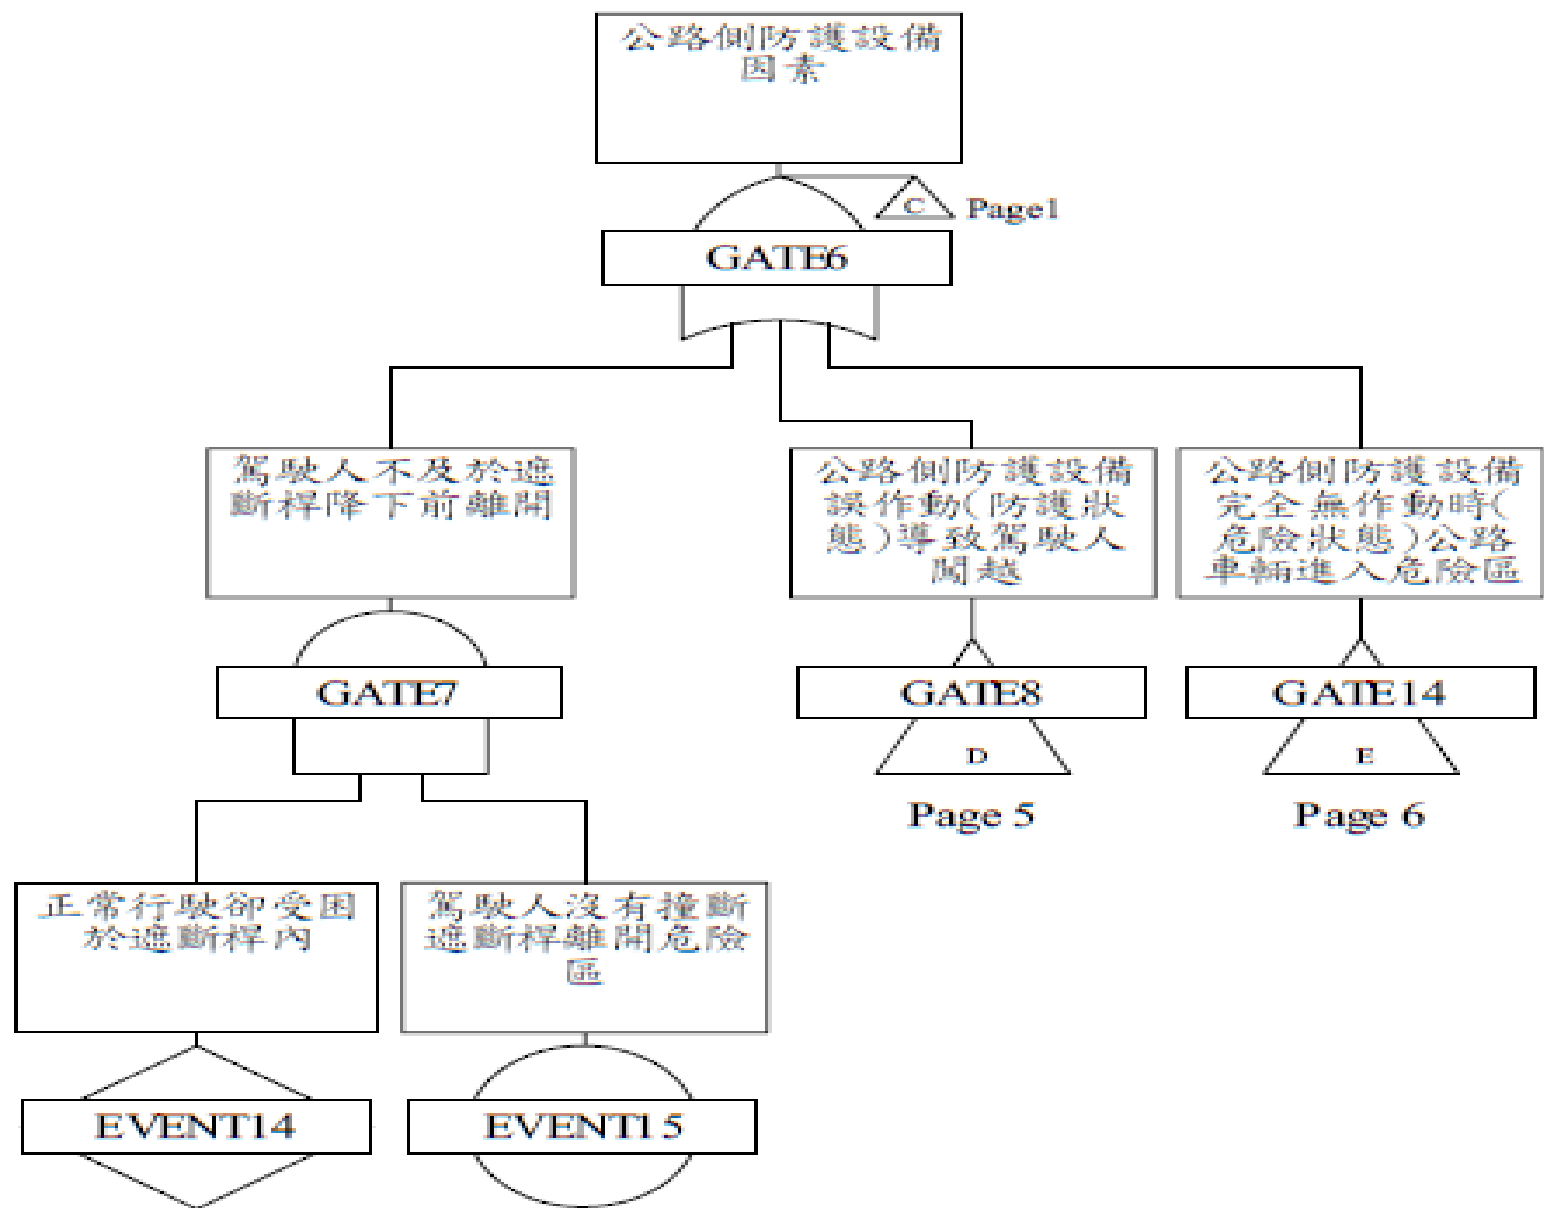 公路側防護設備
因素
C
Page1
GATE6
駕駛人不及於遮
斷桿降下前離開
公路側防護設備
誤作動(防護狀
態)導致駕駛人
闖越
公路側防護設備
完全無作動時(
危險狀態)公路
車輛進入危險區
GATE7
GATE8
GATE14
D
E
Page 5
Page 6
正常行駛卻受困
於遮斷桿內
駕駛人沒有撞斷
遮斷桿離開危險
區
EVENT14
EVENT15